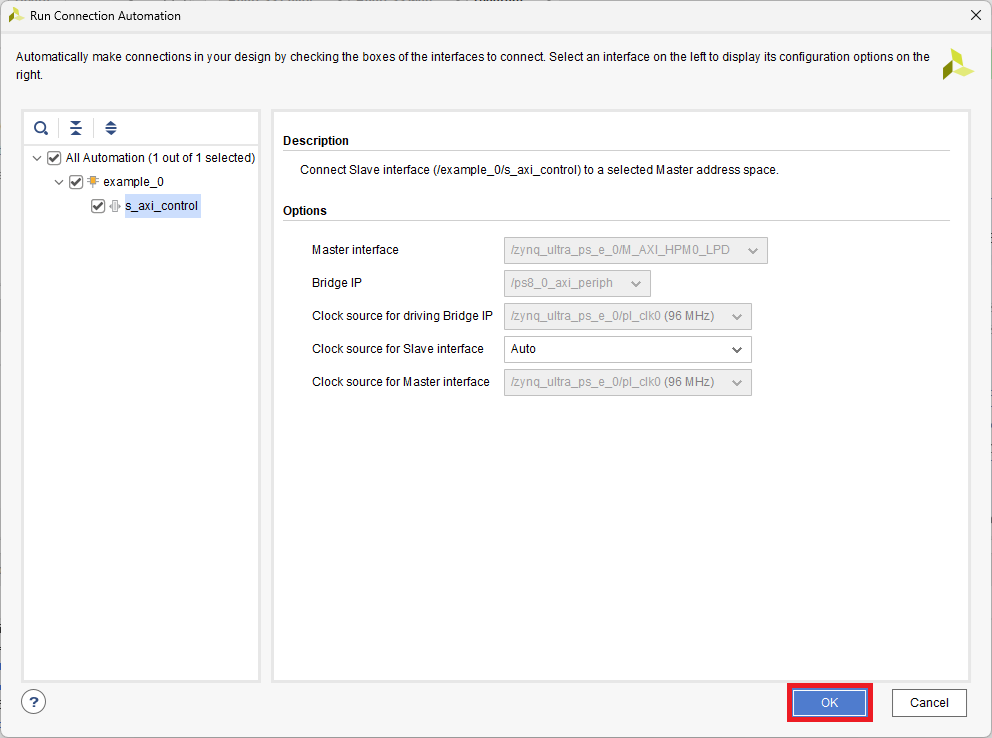 Run Connection Automation
Automatically make connections in your design by checking the boxes of the interfaces to connect. Select an interface on the left to display its configuration options on the
right.
All Automation (1 out of 1 selected)
example_0
s_axi_control
Description
Connect Slave interface (/example_0/s_axi_control) to a selected Master address space.
Options
Master interface /zynq_ultra_ps_e_0/M_AXI_HPM0_LPD
Bridge IP /ps8_0_axi_periph
Clock source for driving Bridge IP /zynq_ultra_ps_e_0/pl_clk0 (96 MHz)
Clock source for Slave interface Auto
Clock source for Master interface /zynq_ultra_ps_e_0/pl_clk0 (96 MHz)
?
OK
Cancel